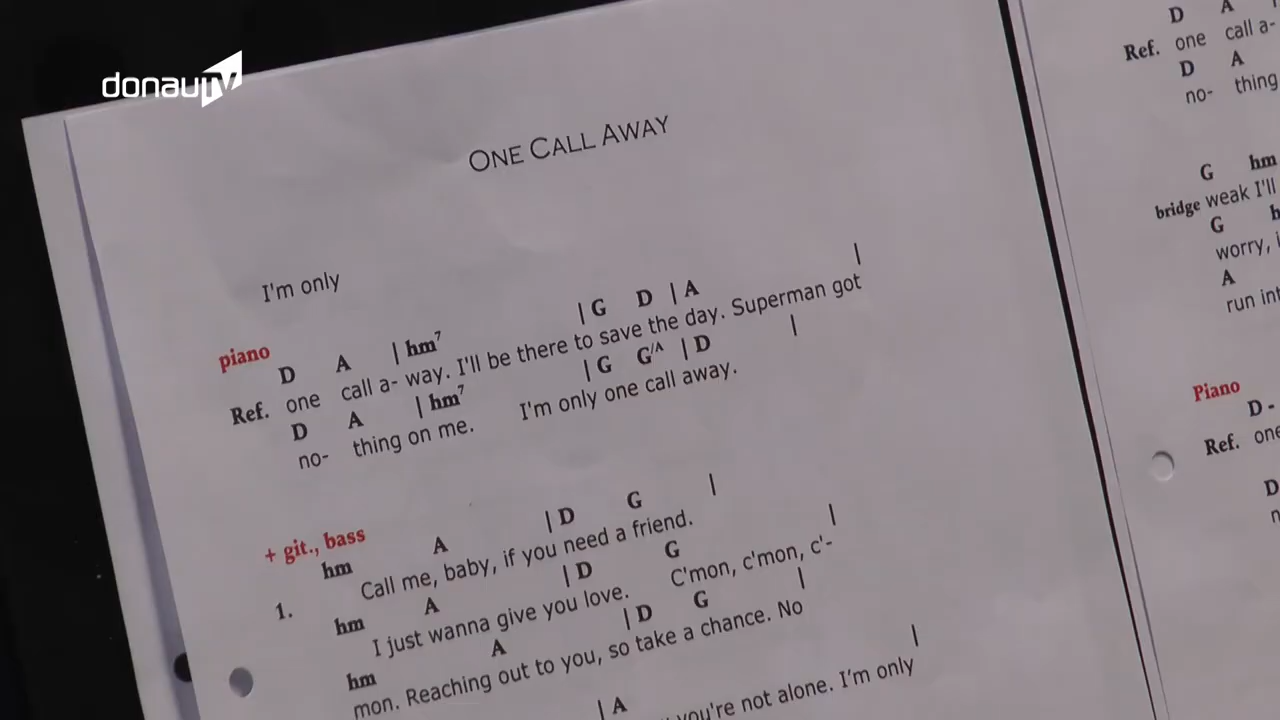 donauTV
ONE CALL AWAY
I'm only
piano
D A | hm7 | G D | A |
Ref. one call a- way. I'll be there to save the day. Superman got
D A | hm7 | G G/A | D |
no- thing on me. I'm only one call away.
+ git., bass
hm A | D G |
1. Call me, baby, if you need a friend.
hm A | D G |
I just wanna give you love. C'mon, c'mon, c'-
hm A | D G |
mon. Reaching out to you, so take a chance. No
| A |
you're not alone. I'm only
D A
Ref. one call a-
D A
no- thing
G hm
bridge weak I'll
G
worry,
A
run int
Piano
D -
Ref. one
D